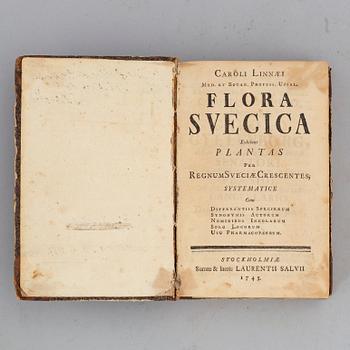 CAROLI LINNÆI
MED. ET BOTAN. PROFESS. UPSAL.
FLORA
SVECICA
Exhibens
PLANTAS
PER
REGNUM SVECIÆ CRESCENTES,
SYSTEMATICE
Cum
DIFFERENTIIS SPECIERUM
SYNONYMIS AUTORUM
NOMINIBUS INCOLARUM
SOLO LOCORUM
USU PHARMACOPÆORUM.
STOCKHOLMIÆ
Sumtu & literis LAURENTII SALVII
1745.